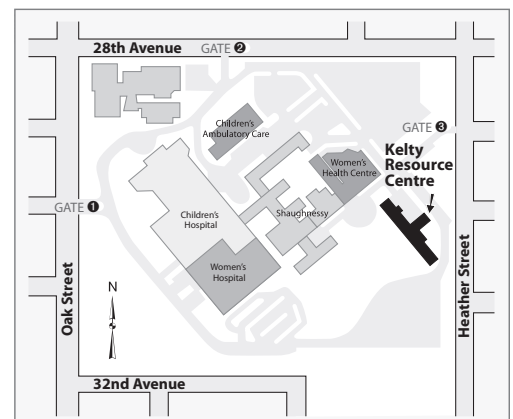 28th Avenue
GATE ❷
Children's
Ambulatory Care
GATE ❸
Kelty
Resource
Centre
Women's
Health Centre
GATE ❶
Children's
Hospital
Shaughnessy
Women's
Hospital
N
Oak Street
Heather Street
32nd Avenue